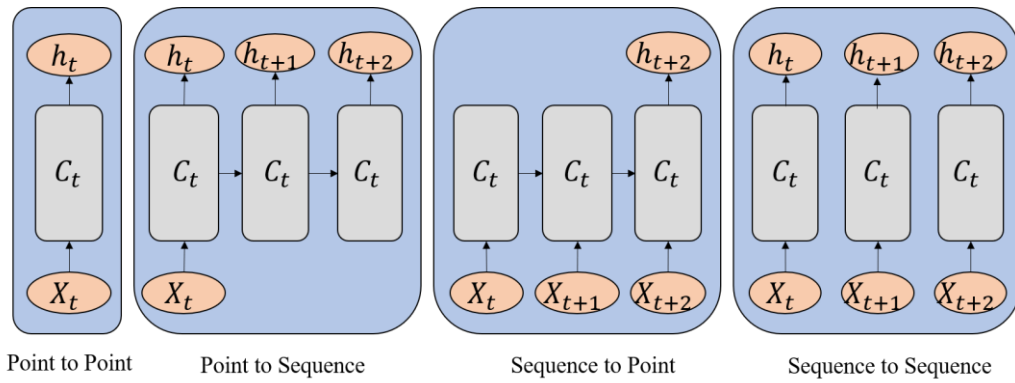 h_t h_t h_{t+1} h_{t+2} h_{t+2} h_t h_{t+1} h_{t+2}
C_t C_t C_t C_t C_t C_t C_t C_t C_t C_t
X_t X_t X_t X_{t+1} X_{t+2} X_t X_{t+1} X_{t+2}
Point to Point Point to Sequence Sequence to Point Sequence to Sequence